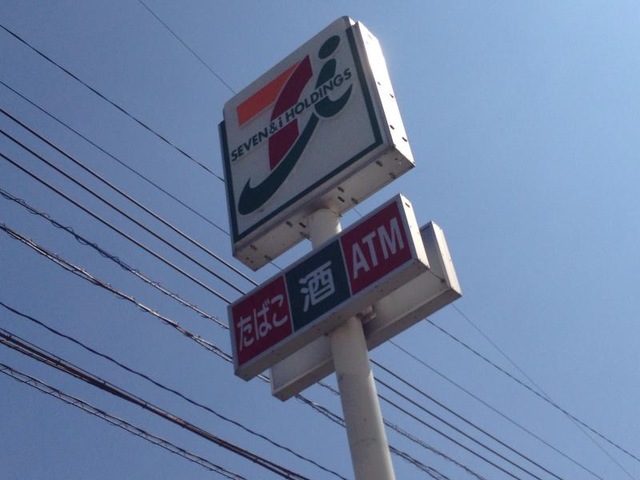 SEVEN & i HOLDINGS
たばこ 酒 ATM